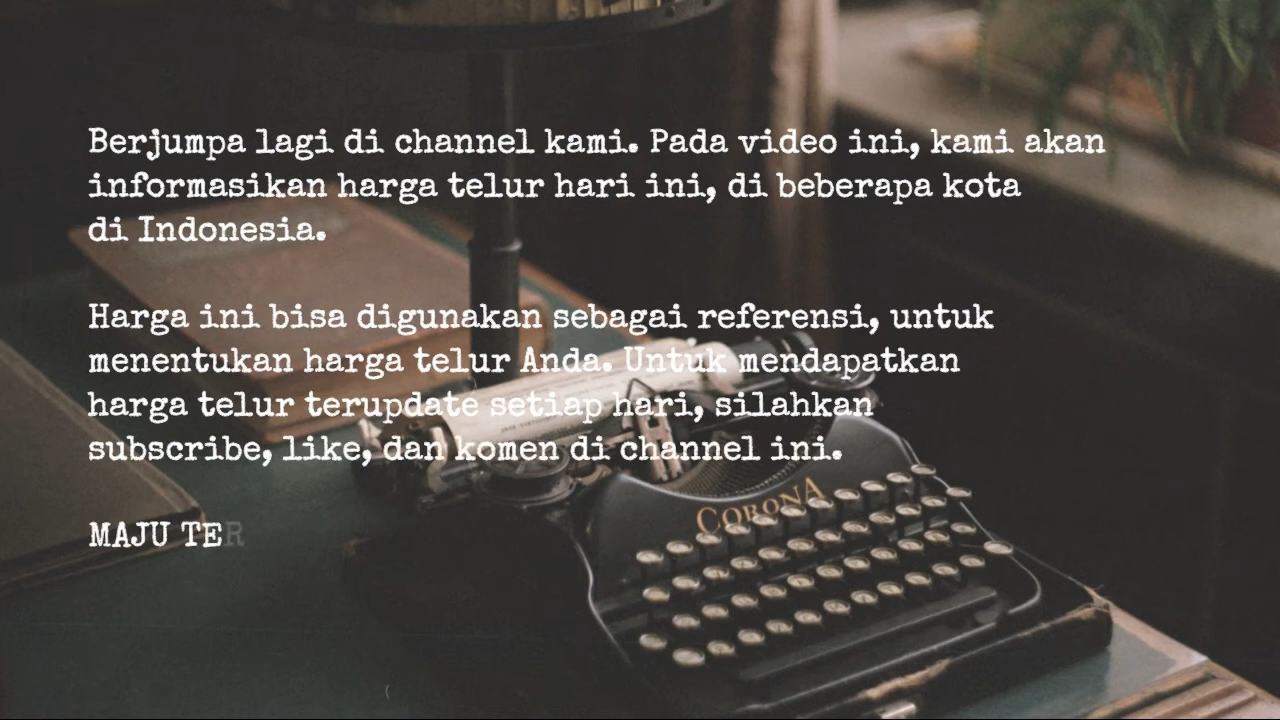 Berjumpa lagi di channel kami. Pada video ini, kami akan
informasikan harga telur hari ini, di beberapa kota
di Indonesia.
Harga ini bisa digunakan sebagai referensi, untuk
menentukan harga telur Anda. Untuk mendapatkan
harga telur terupdate setiap hari, silahkan
subscribe, like, dan komen di channel ini.
MAJU TER
CORONA